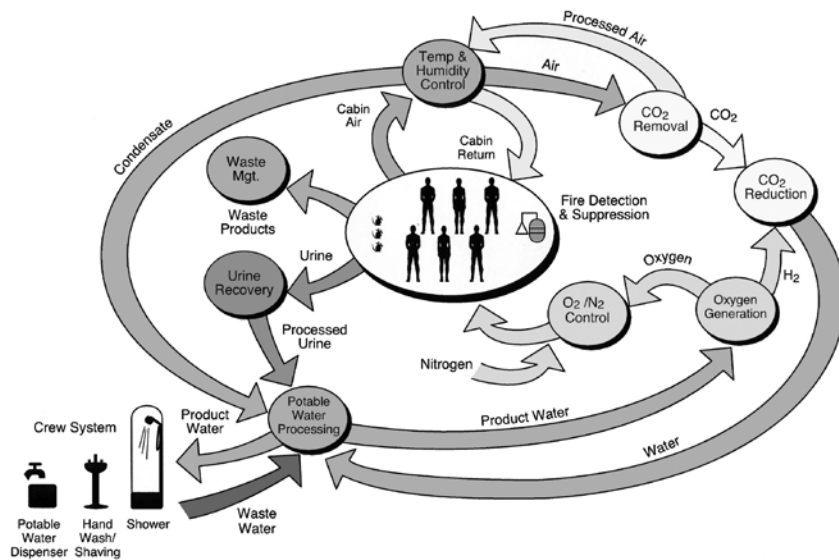 Processed Air
Temp &
Humidity
Control
Air
CO2
Removal
CO2
Condensate
Cabin
Air
Cabin
Return
Waste
Mgt.
Waste
Products
Fire Detection
& Suppression
CO2
Reduction
Urine
Urine
Recovery
Oxygen
H2
O2 /N2
Control
Oxygen
Generation
Processed
Urine
Nitrogen
Potable
Water
Processing
Product Water
Water
Crew System
Product
Water
Waste
Water
Potable
Water
Dispenser
Hand
Wash/
Shaving
Shower